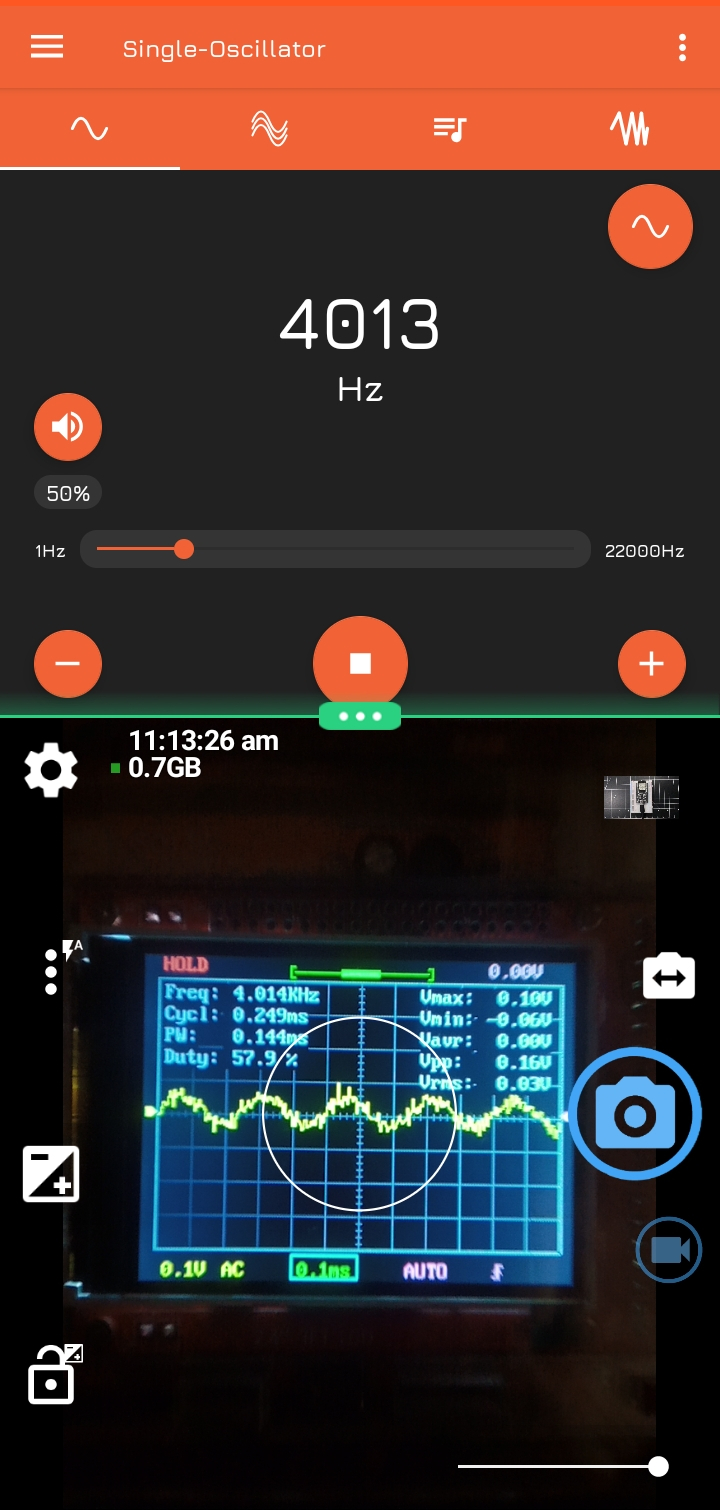 Single-Oscillator
4013
Hz
50%
1Hz
22000Hz
11:13:26 am
0.7GB
A
HOLD
0.00V
Freq: 4.014KHz
Cycl: 0.249ms
PW: 0.144ms
Duty: 57.9 %
Vmax: 0.10V
Vmin: -0.06V
Vavr: 0.00V
Vpp: 0.16V
Vrms: 0.03V
0.1V AC
0.1ms
AUTO